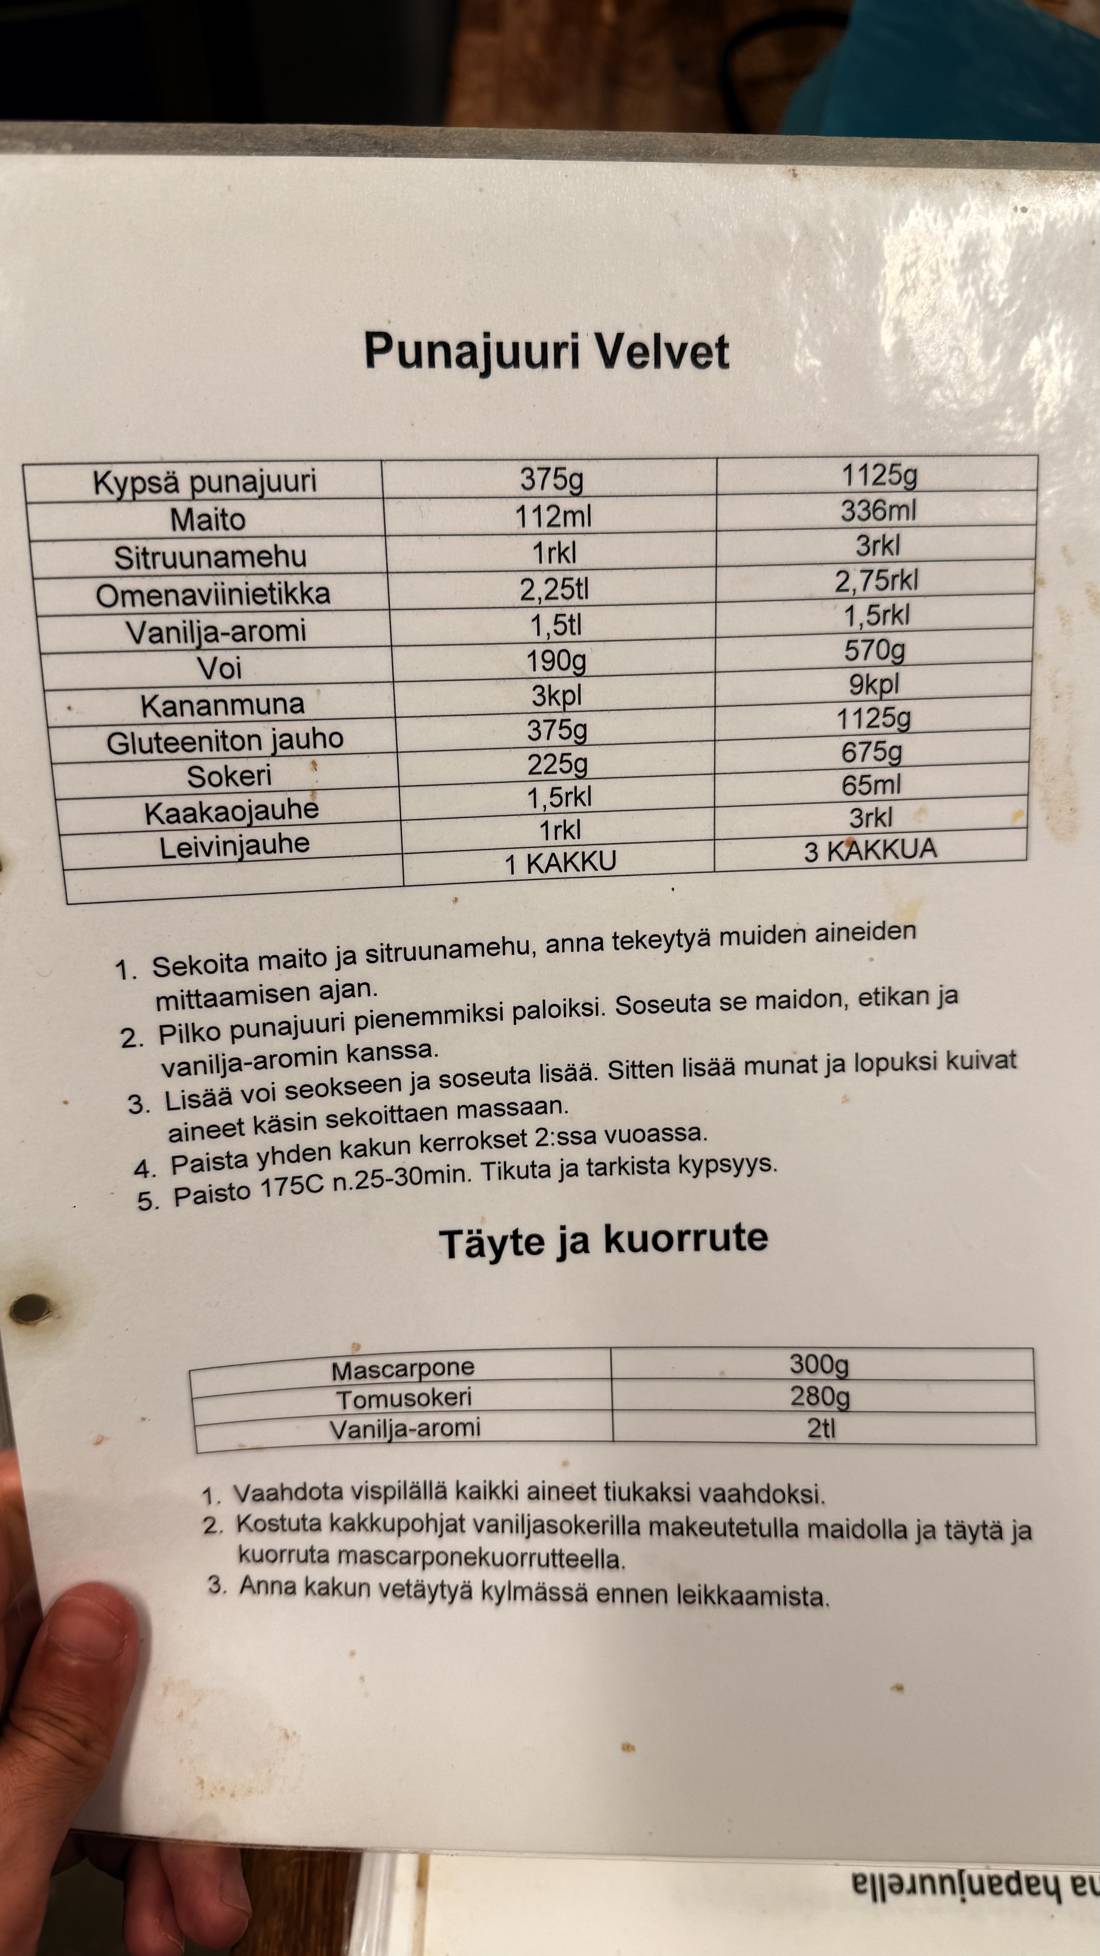 Punajuuri Velvet
Kypsä punajuuri 375g 1125g
Maito 112ml 336ml
Sitruunamehu 1rkl 3rkl
Omenaviinietikka 2,25tl 2,75rkl
Vanilja-aromi 1,5tl 1,5rkl
Voi 190g 570g
Kananmuna 3kpl 9kpl
Gluteeniton jauho 375g 1125g
Sokeri 225g 675g
Kaakaojauhe 1,5rkl 65ml
Leivinjauhe 1rkl 3rkl
1 KAKKU 3 KAKKUA
1. Sekoita maito ja sitruunamehu, anna tekeytyä muiden aineiden
mittaamisen ajan.
2. Pilko punajuuri pienemmiksi paloiksi. Soseuta se maidon, etikan ja
vanilja-aromin kanssa.
3. Lisää voi seokseen ja soseuta lisää. Sitten lisää munat ja lopuksi kuivat
aineet käsin sekoittaen massaan.
4. Paista yhden kakun kerrokset 2:ssa vuoassa.
5. Paisto 175C n.25-30min. Tikuta ja tarkista kypsyys.
Täyte ja kuorrute
Mascarpone 300g
Tomusokeri 280g
Vanilja-aromi 2tl
1. Vaahdota vispilällä kaikki aineet tiukaksi vaahdoksi.
2. Kostuta kakkupohjat vaniljasokerilla makeutetulla maidolla ja täytä ja
kuorruta mascarponekuorrutteella.
3. Anna kakun vetäytyä kylmässä ennen leikkaamista.
na hapanjuurella